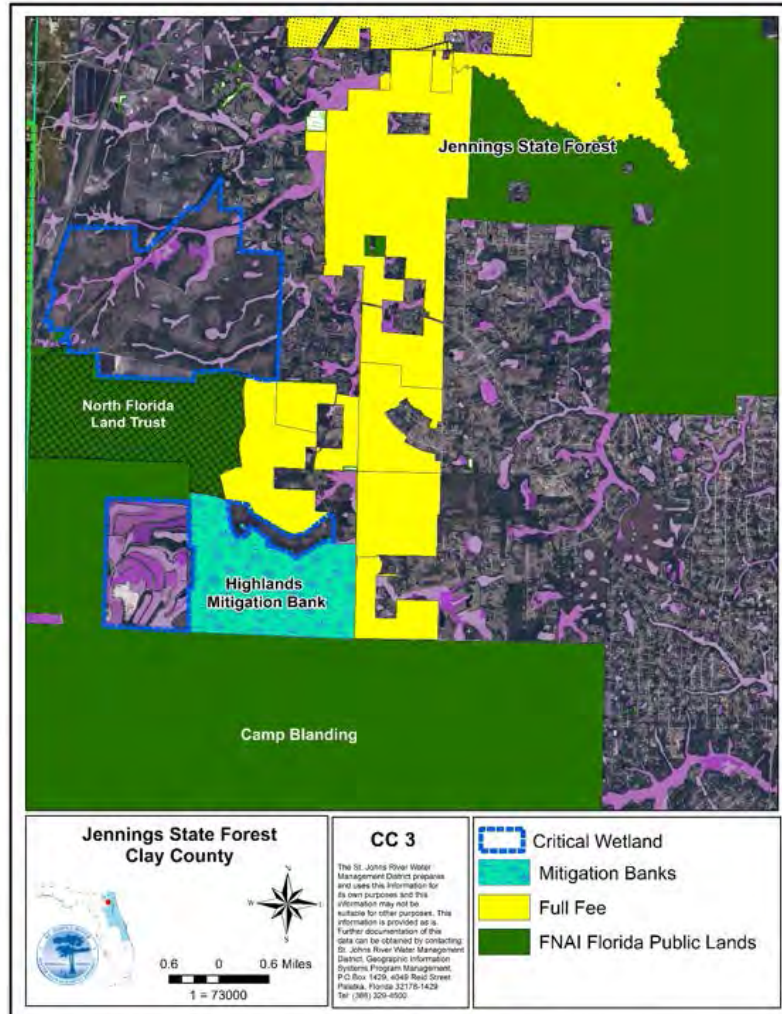 Jennings State Forest
North Florida
Land Trust
Highlands
Mitigation Bank
Camp Blanding
Jennings State Forest
Clay County
N
W
E
S
0.6 0 0.6 Miles
1 = 73000
CC 3
The St. Johns River Water
Management District prepares
and uses this information for
its own purposes and this
information may not be
suitable for other purposes. This
information is provided as is.
Further documentation of this
data can be obtained by contacting:
St. Johns River Water Management
District, Geographic Information
Systems Program Management,
P.O. Box 1429, 4049 Reid Street
Palatka, Florida 32178-1429
Tel: (386) 329-4500.
Critical Wetland
Mitigation Banks
Full Fee
FNAI Florida Public Lands